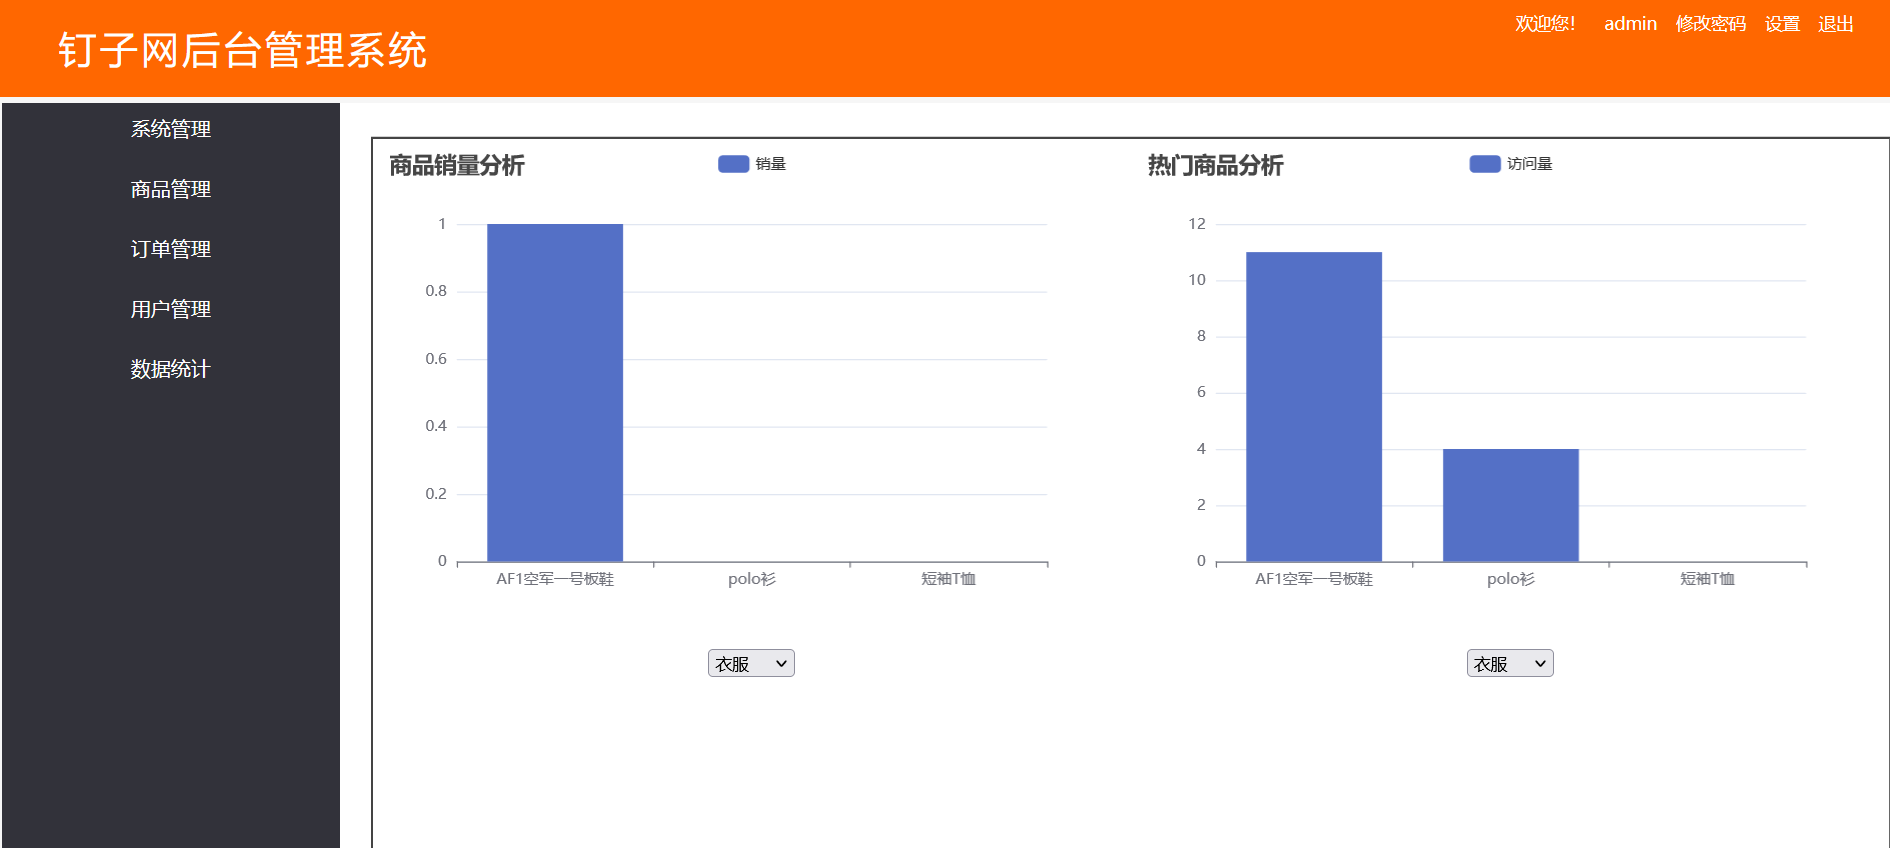 钉子网后台管理系统
欢迎您! admin 修改密码 设置 退出
系统管理
商品管理
订单管理
用户管理
数据统计
商品销量分析
销量
1
0.8
0.6
0.4
0.2
0
AF1空军一号板鞋 polo衫 短袖T恤
衣服
热门商品分析
访问量
12
10
8
6
4
2
0
AF1空军一号板鞋 polo衫 短袖T恤
衣服